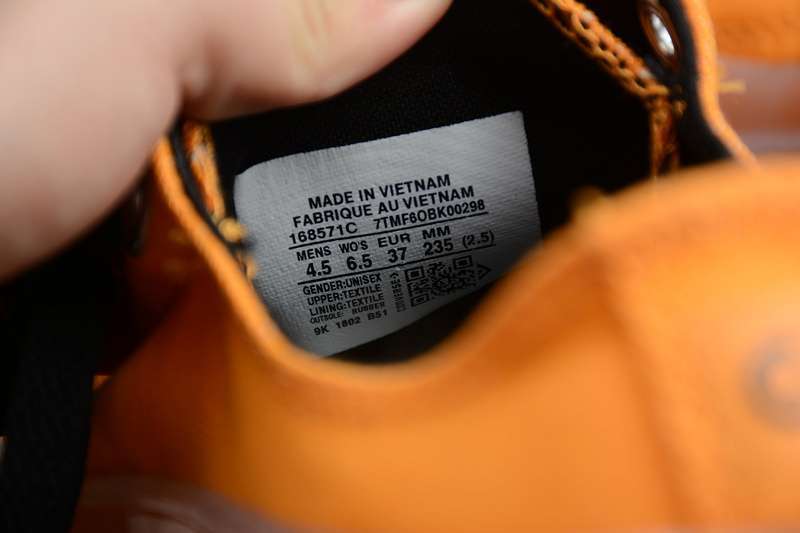 MADE IN VIETNAM
FABRIQUE AU VIETNAM
168571C 7TMF6OBK00298
MENS WO'S EUR MM
4.5 6.5 37 235 (2.5)
GENDER:UNISEX
UPPER:TEXTILE
LINING:TEXTILE
OUTSOLE: RUBBER
9K 1802 B51
CONVERSE